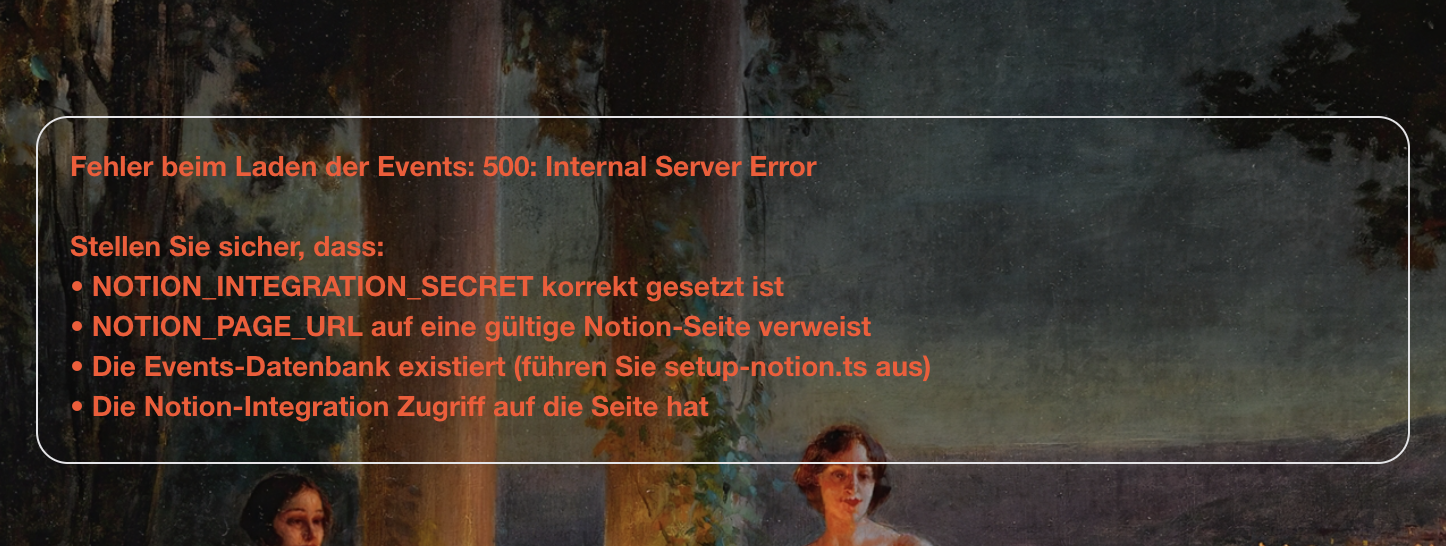 Fehler beim Laden der Events: 500: Internal Server Error
Stellen Sie sicher, dass:
• NOTION_INTEGRATION_SECRET korrekt gesetzt ist
• NOTION_PAGE_URL auf eine gültige Notion-Seite verweist
• Die Events-Datenbank existiert (führen Sie setup-notion.ts aus)
• Die Notion-Integration Zugriff auf die Seite hat